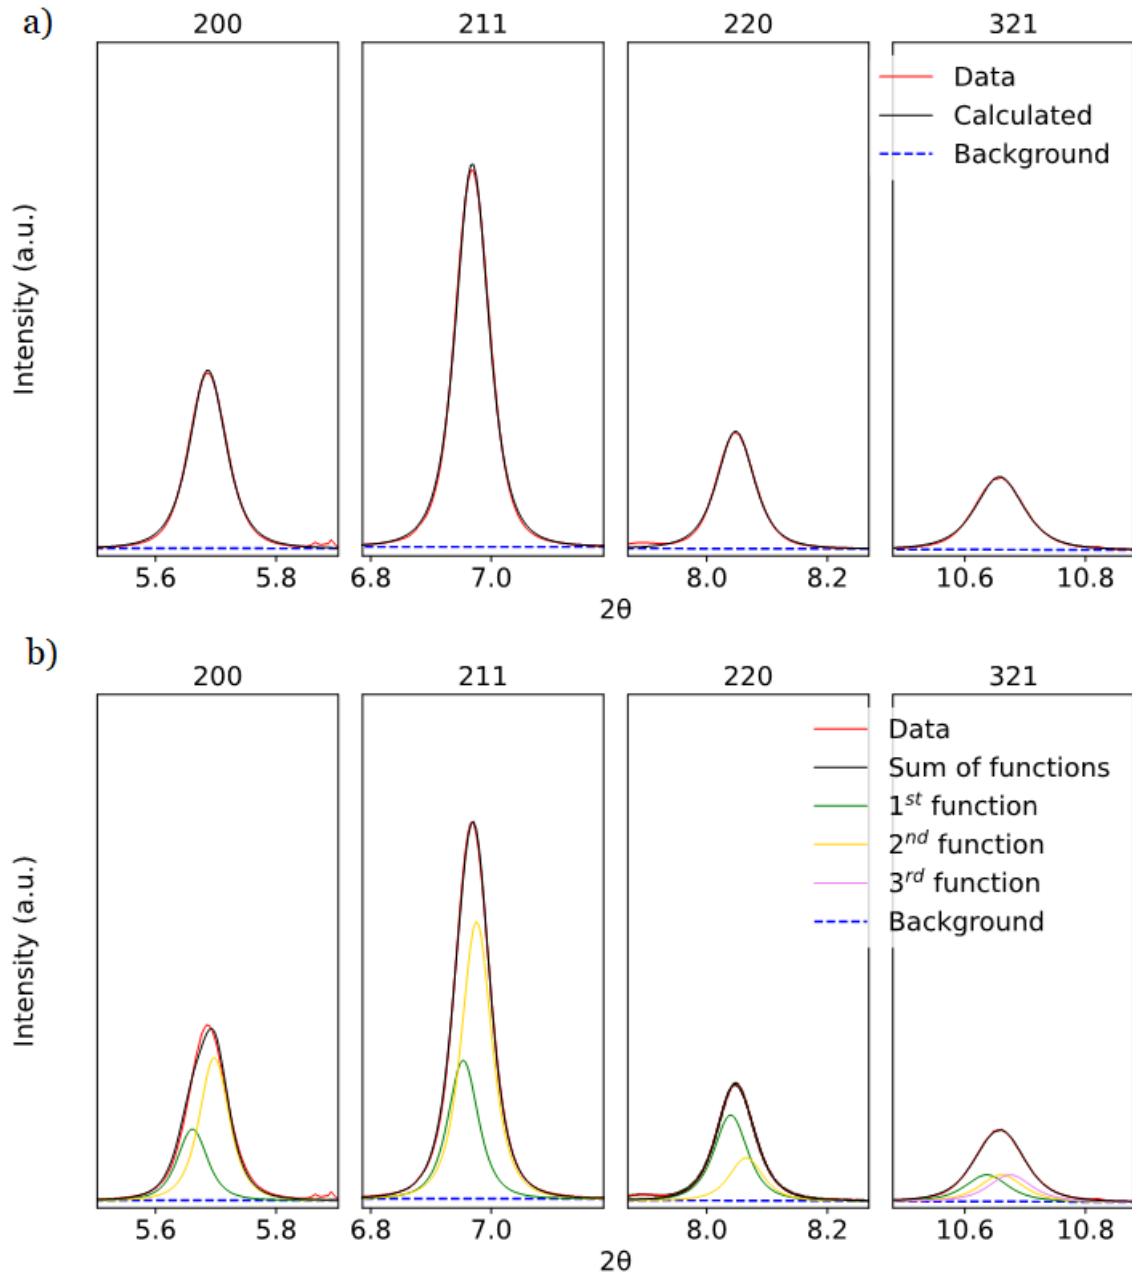 a)
200 211 220 321
Data
Calculated
Background
Intensity (a.u.)
5.6 5.8 6.8 7.0 8.0 8.2 10.6 10.8
2θ
b)
200 211 220 321
Data
Sum of functions
1st function
2nd function
3rd function
Background
Intensity (a.u.)
5.6 5.8 6.8 7.0 8.0 8.2 10.6 10.8
2θ